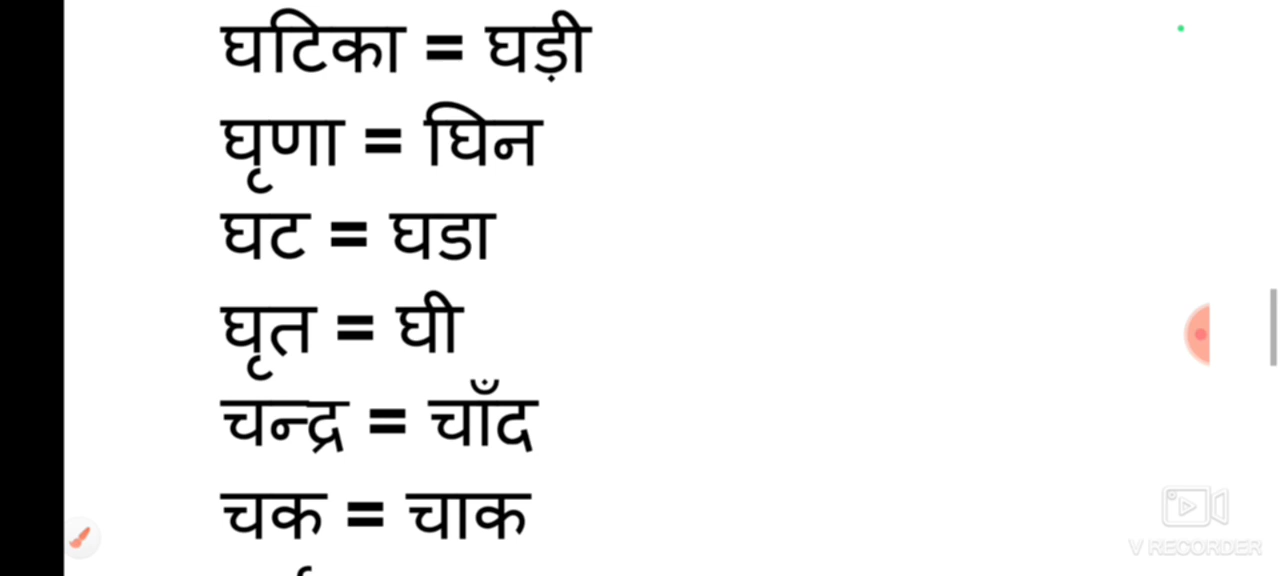 घटिका = घड़ी
घृणा = घिन
घट = घडा
घृत = घी
चन्द्र = चाँद
चक = चाक
V RECORDER